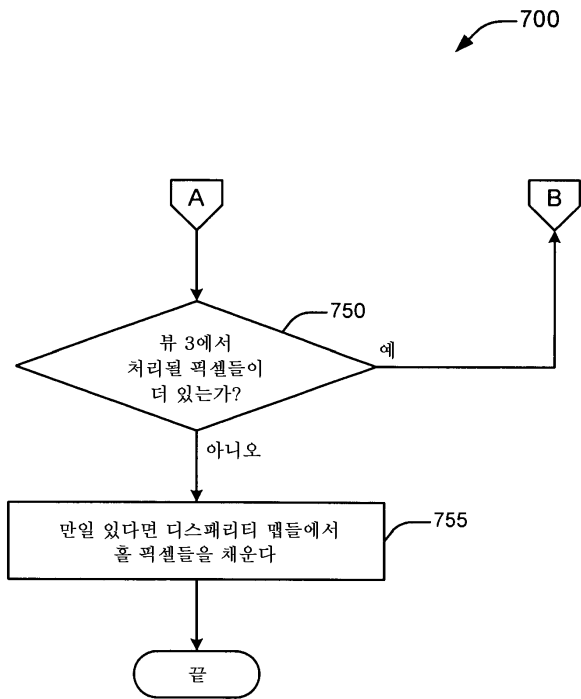 700
A
B
750
뷰 3에서
처리될 픽셀들이
더 있는가?
예
아니오
755
만일 있다면 디스패리티 맵들에서
홀 픽셀들을 채운다
끝